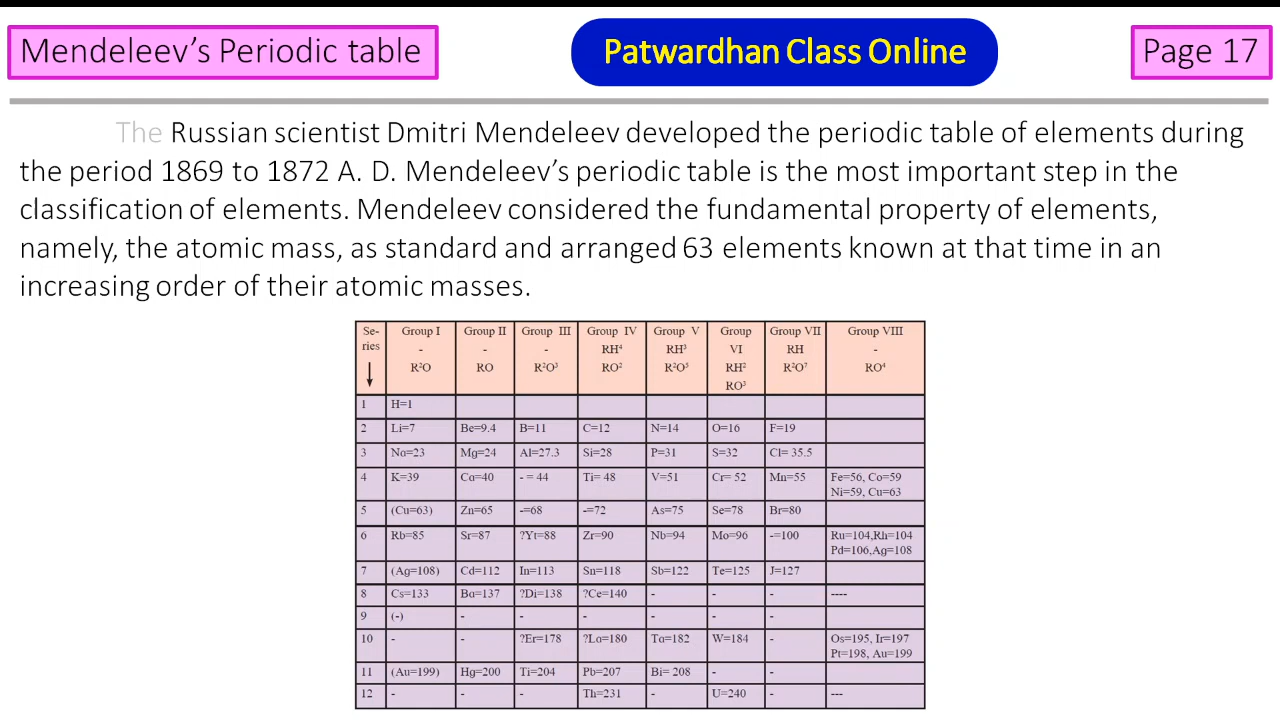 Mendeleev’s Periodic table
Patwardhan Class Online
Page 17
The Russian scientist Dmitri Mendeleev developed the periodic table of elements during
the period 1869 to 1872 A. D. Mendeleev’s periodic table is the most important step in the
classification of elements. Mendeleev considered the fundamental property of elements,
namely, the atomic mass, as standard and arranged 63 elements known at that time in an
increasing order of their atomic masses.
Se- Group I Group II Group III Group IV Group V Group Group VII Group VIII
ries - - - RH⁴ RH³ VI RH -
↓ R²O RO R²O³ RO² R²O⁵ RH² R²O⁷ RO⁴
RO³
1 H=1
2 Li=7 Be=9.4 B=11 C=12 N=14 O=16 F=19
3 Na=23 Mg=24 Al=27.3 Si=28 P=31 S=32 Cl= 35.5
4 K=39 Ca=40 - = 44 Ti= 48 V=51 Cr= 52 Mn=55 Fe=56, Co=59
Ni=59, Cu=63
5 (Cu=63) Zn=65 -=68 -=72 As=75 Se=78 Br=80
6 Rb=85 Sr=87 ?Yt=88 Zr=90 Nb=94 Mo=96 -=100 Ru=104,Rh=104
Pd=106,Ag=108
7 (Ag=108) Cd=112 In=113 Sn=118 Sb=122 Te=125 J=127
8 Cs=133 Ba=137 ?Di=138 ?Ce=140 - - - ----
9 (-) - - - - - -
10 - - ?Er=178 ?La=180 Ta=182 W=184 - Os=195, Ir=197
Pt=198, Au=199
11 (Au=199) Hg=200 Ti=204 Pb=207 Bi= 208 - -
12 - - - Th=231 - U=240 - ---